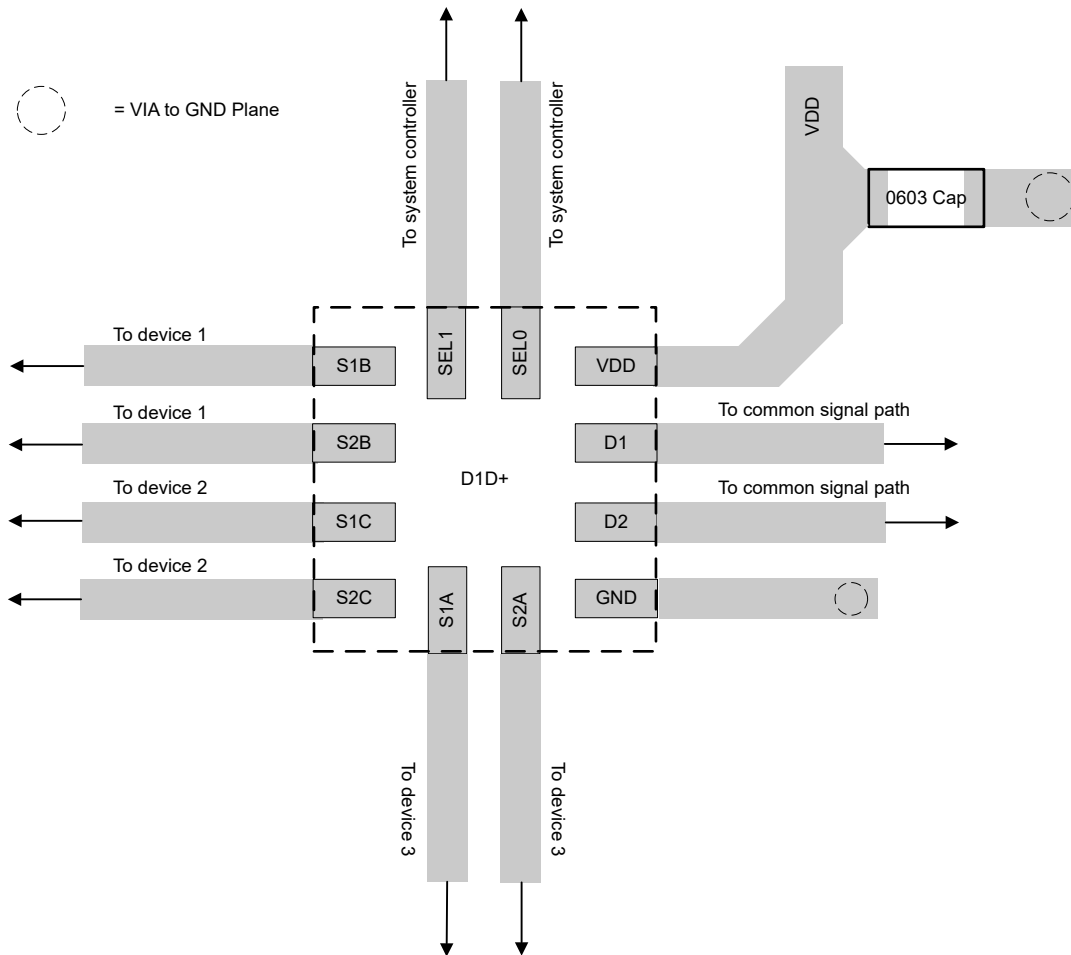 = VIA to GND Plane
To system controller
To system controller
VDD
0603 Cap
To device 1
S1B
SEL1
SEL0
VDD
To device 1
S2B
D1
To common signal path
D1D+
To device 2
S1C
D2
To common signal path
To device 2
S2C
S1A
S2A
GND
To device 3
To device 3